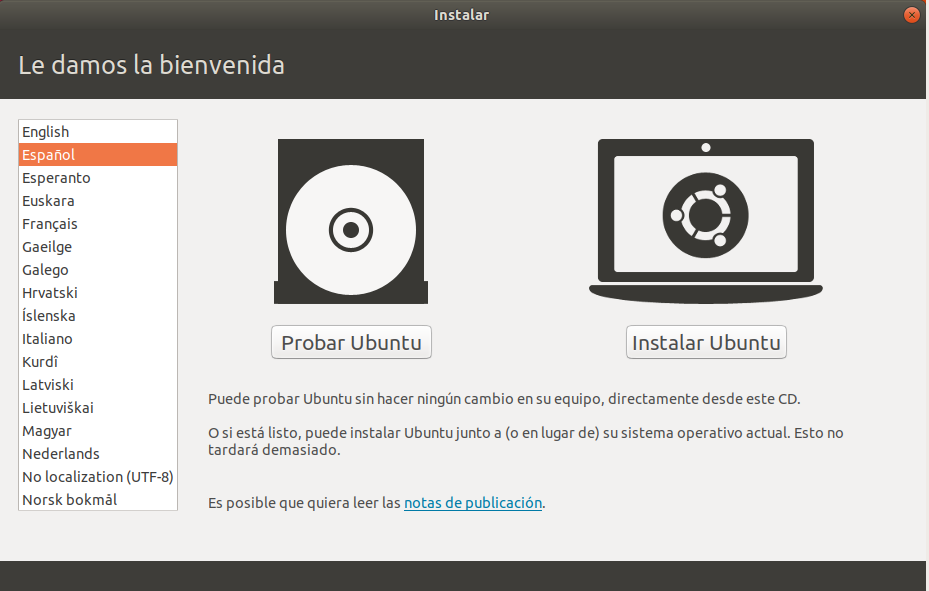 Instalar
Le damos la bienvenida
English
Español
Esperanto
Euskara
Français
Gaeilge
Galego
Hrvatski
Íslenska
Italiano
Kurdî
Latviski
Lietuviškai
Magyar
Nederlands
No localization (UTF-8)
Norsk bokmål
Probar Ubuntu
Instalar Ubuntu
Puede probar Ubuntu sin hacer ningún cambio en su equipo, directamente desde este CD.
O si está listo, puede instalar Ubuntu junto a (o en lugar de) su sistema operativo actual. Esto no
tardará demasiado.
Es posible que quiera leer las notas de publicación.